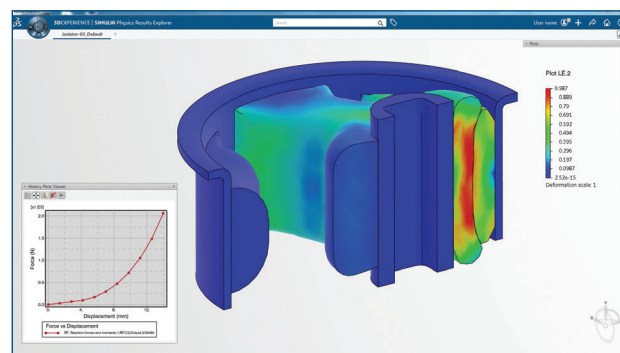 3DEXPERIENCE | SIMULIA Physics Results Explorer
Search
User name
isolator-02_Default
+
Plots
Plot LE.2
0.987
0.889
0.79
0.691
0.592
0.494
0.395
0.296
0.197
0.0987
2.52e-15
Deformation scale: 1
History Plots Viewer
[x1.E3]
2.0
1.5
1.0
0.5
0.0
Force (N)
0. 4. 8. 12.
Displacement (mm)
Force vs Displacement
Y
X